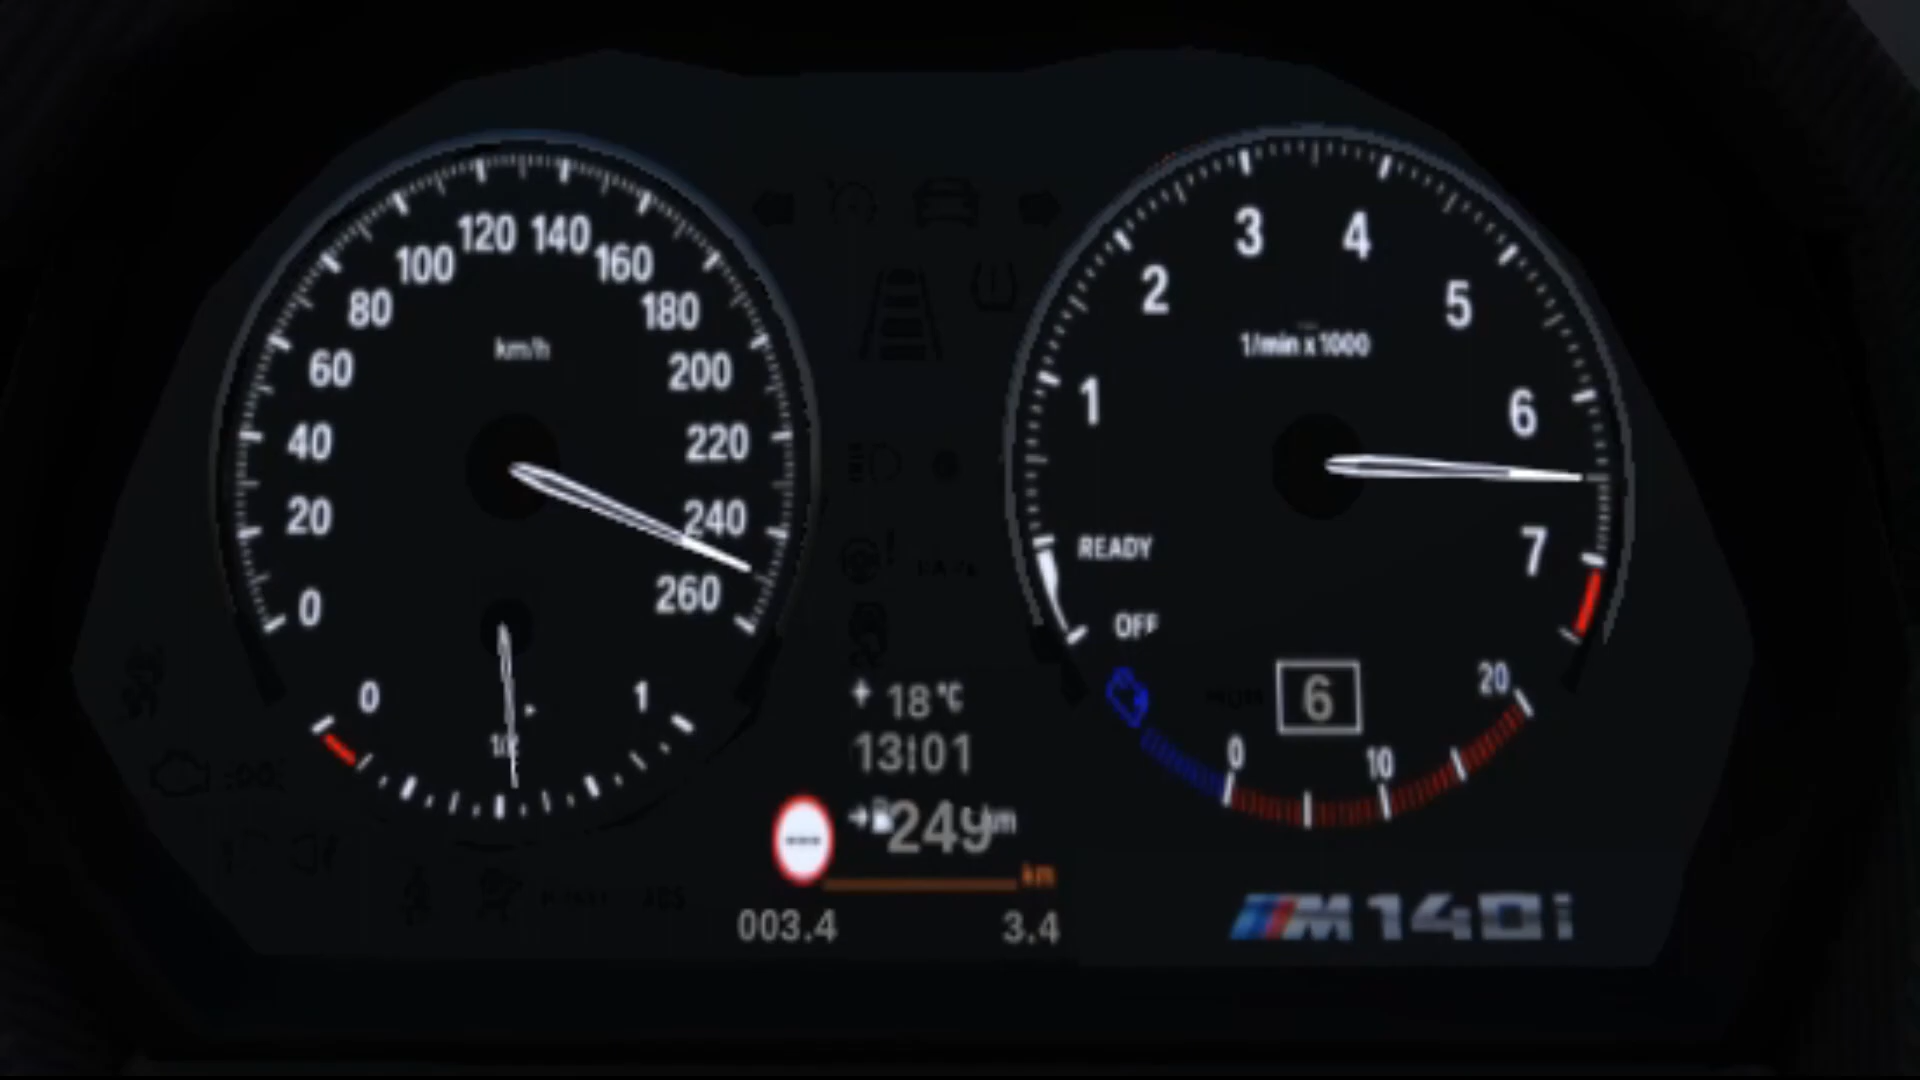 120 140
100 160
80 180
60 200
40 220
20 240
0 260
km/h
0 1/2 1
3 4
2 5
1 6
7
1/min x 1000
READY
OFF
6
0 10 20
+ 18 °C
13:01
249 km
---
km
003.4 3.4
M140i